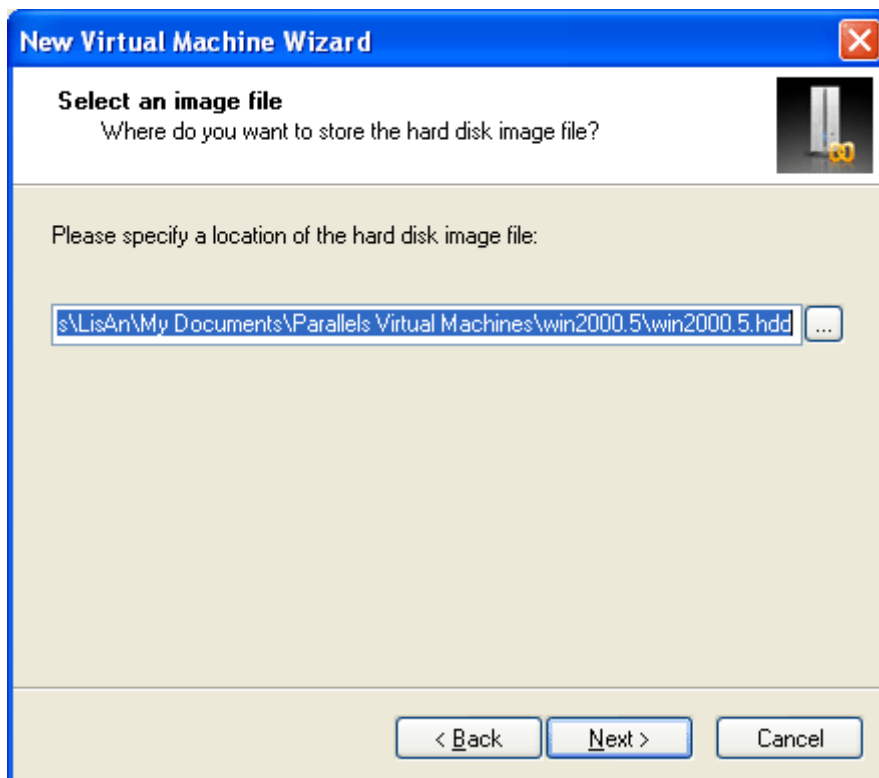 New Virtual Machine Wizard
Select an image file
Where do you want to store the hard disk image file?
Please specify a location of the hard disk image file:
s\LisAn\My Documents\Parallels Virtual Machines\win2000.5\win2000.5.hdd
...
< Back Next > Cancel